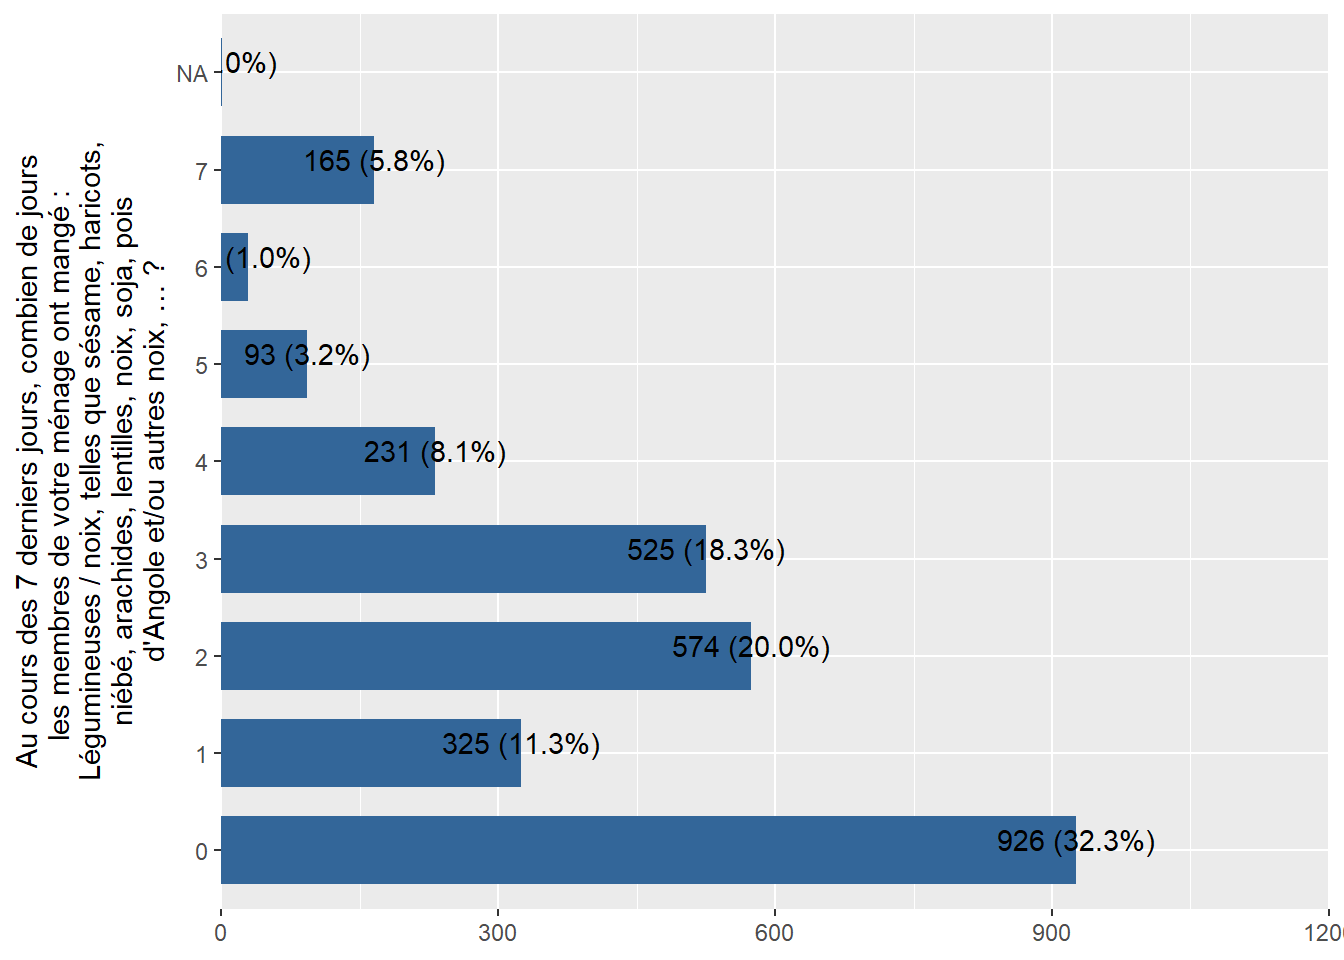 Au cours des 7 derniers jours, combien de jours
les membres de votre ménage ont mangé :
Légumineuses / noix, telles que sésame, haricots,
niébé, arachides, lentilles, noix, soja, pois
d'Angole et/ou autres noix, … ?
NA 0%)
7 165 (5.8%)
6 (1.0%)
5 93 (3.2%)
4 231 (8.1%)
3 525 (18.3%)
2 574 (20.0%)
1 325 (11.3%)
0 926 (32.3%)
0 300 600 900 120